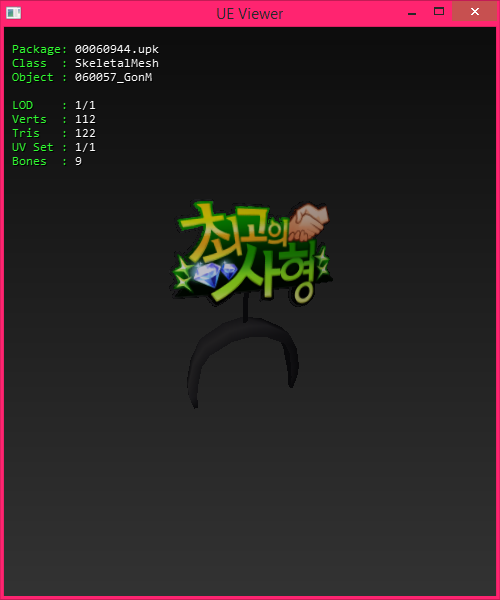 UE Viewer
Package: 00060944.upk
Class : SkeletalMesh
Object : 060057_GonM
LOD : 1/1
Verts : 112
Tris : 122
UV Set : 1/1
Bones : 9
최고의
사형